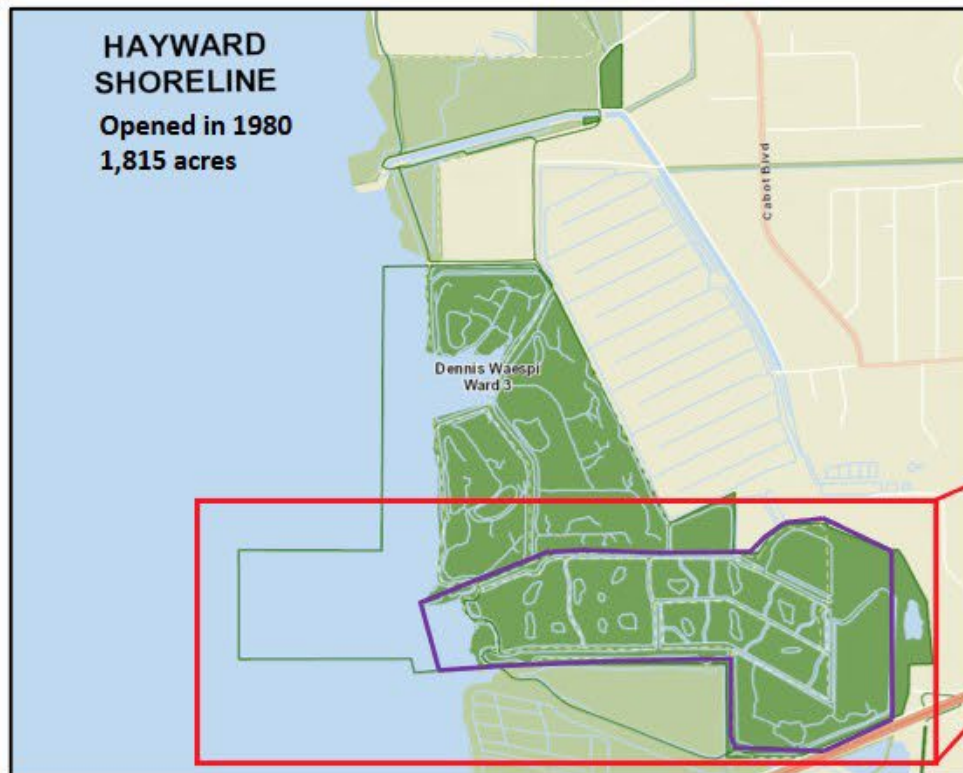 HAYWARD
SHORELINE
Opened in 1980
1,815 acres
Cabot Blvd
Dennis Waespi
Ward 3